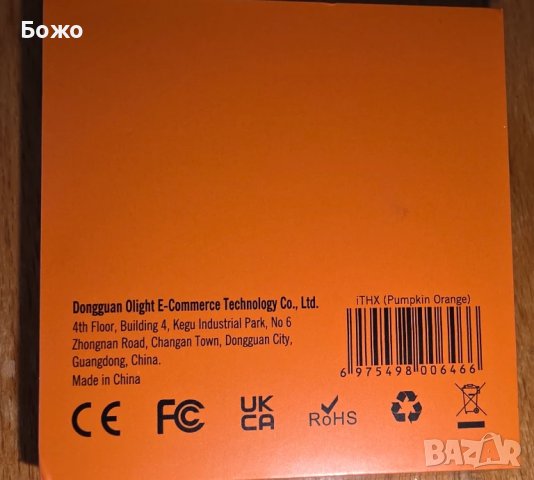 Божо
Dongguan Olight E-Commerce Technology Co., Ltd.
4th Floor, Building 4, Kegu Industrial Park, No 6
Zhongnan Road, Changan Town, Dongguan City,
Guangdong, China.
Made in China
iTHX (Pumpkin Orange)
6 975498 006466
CE FC UK
CA RoHS
BAZAR